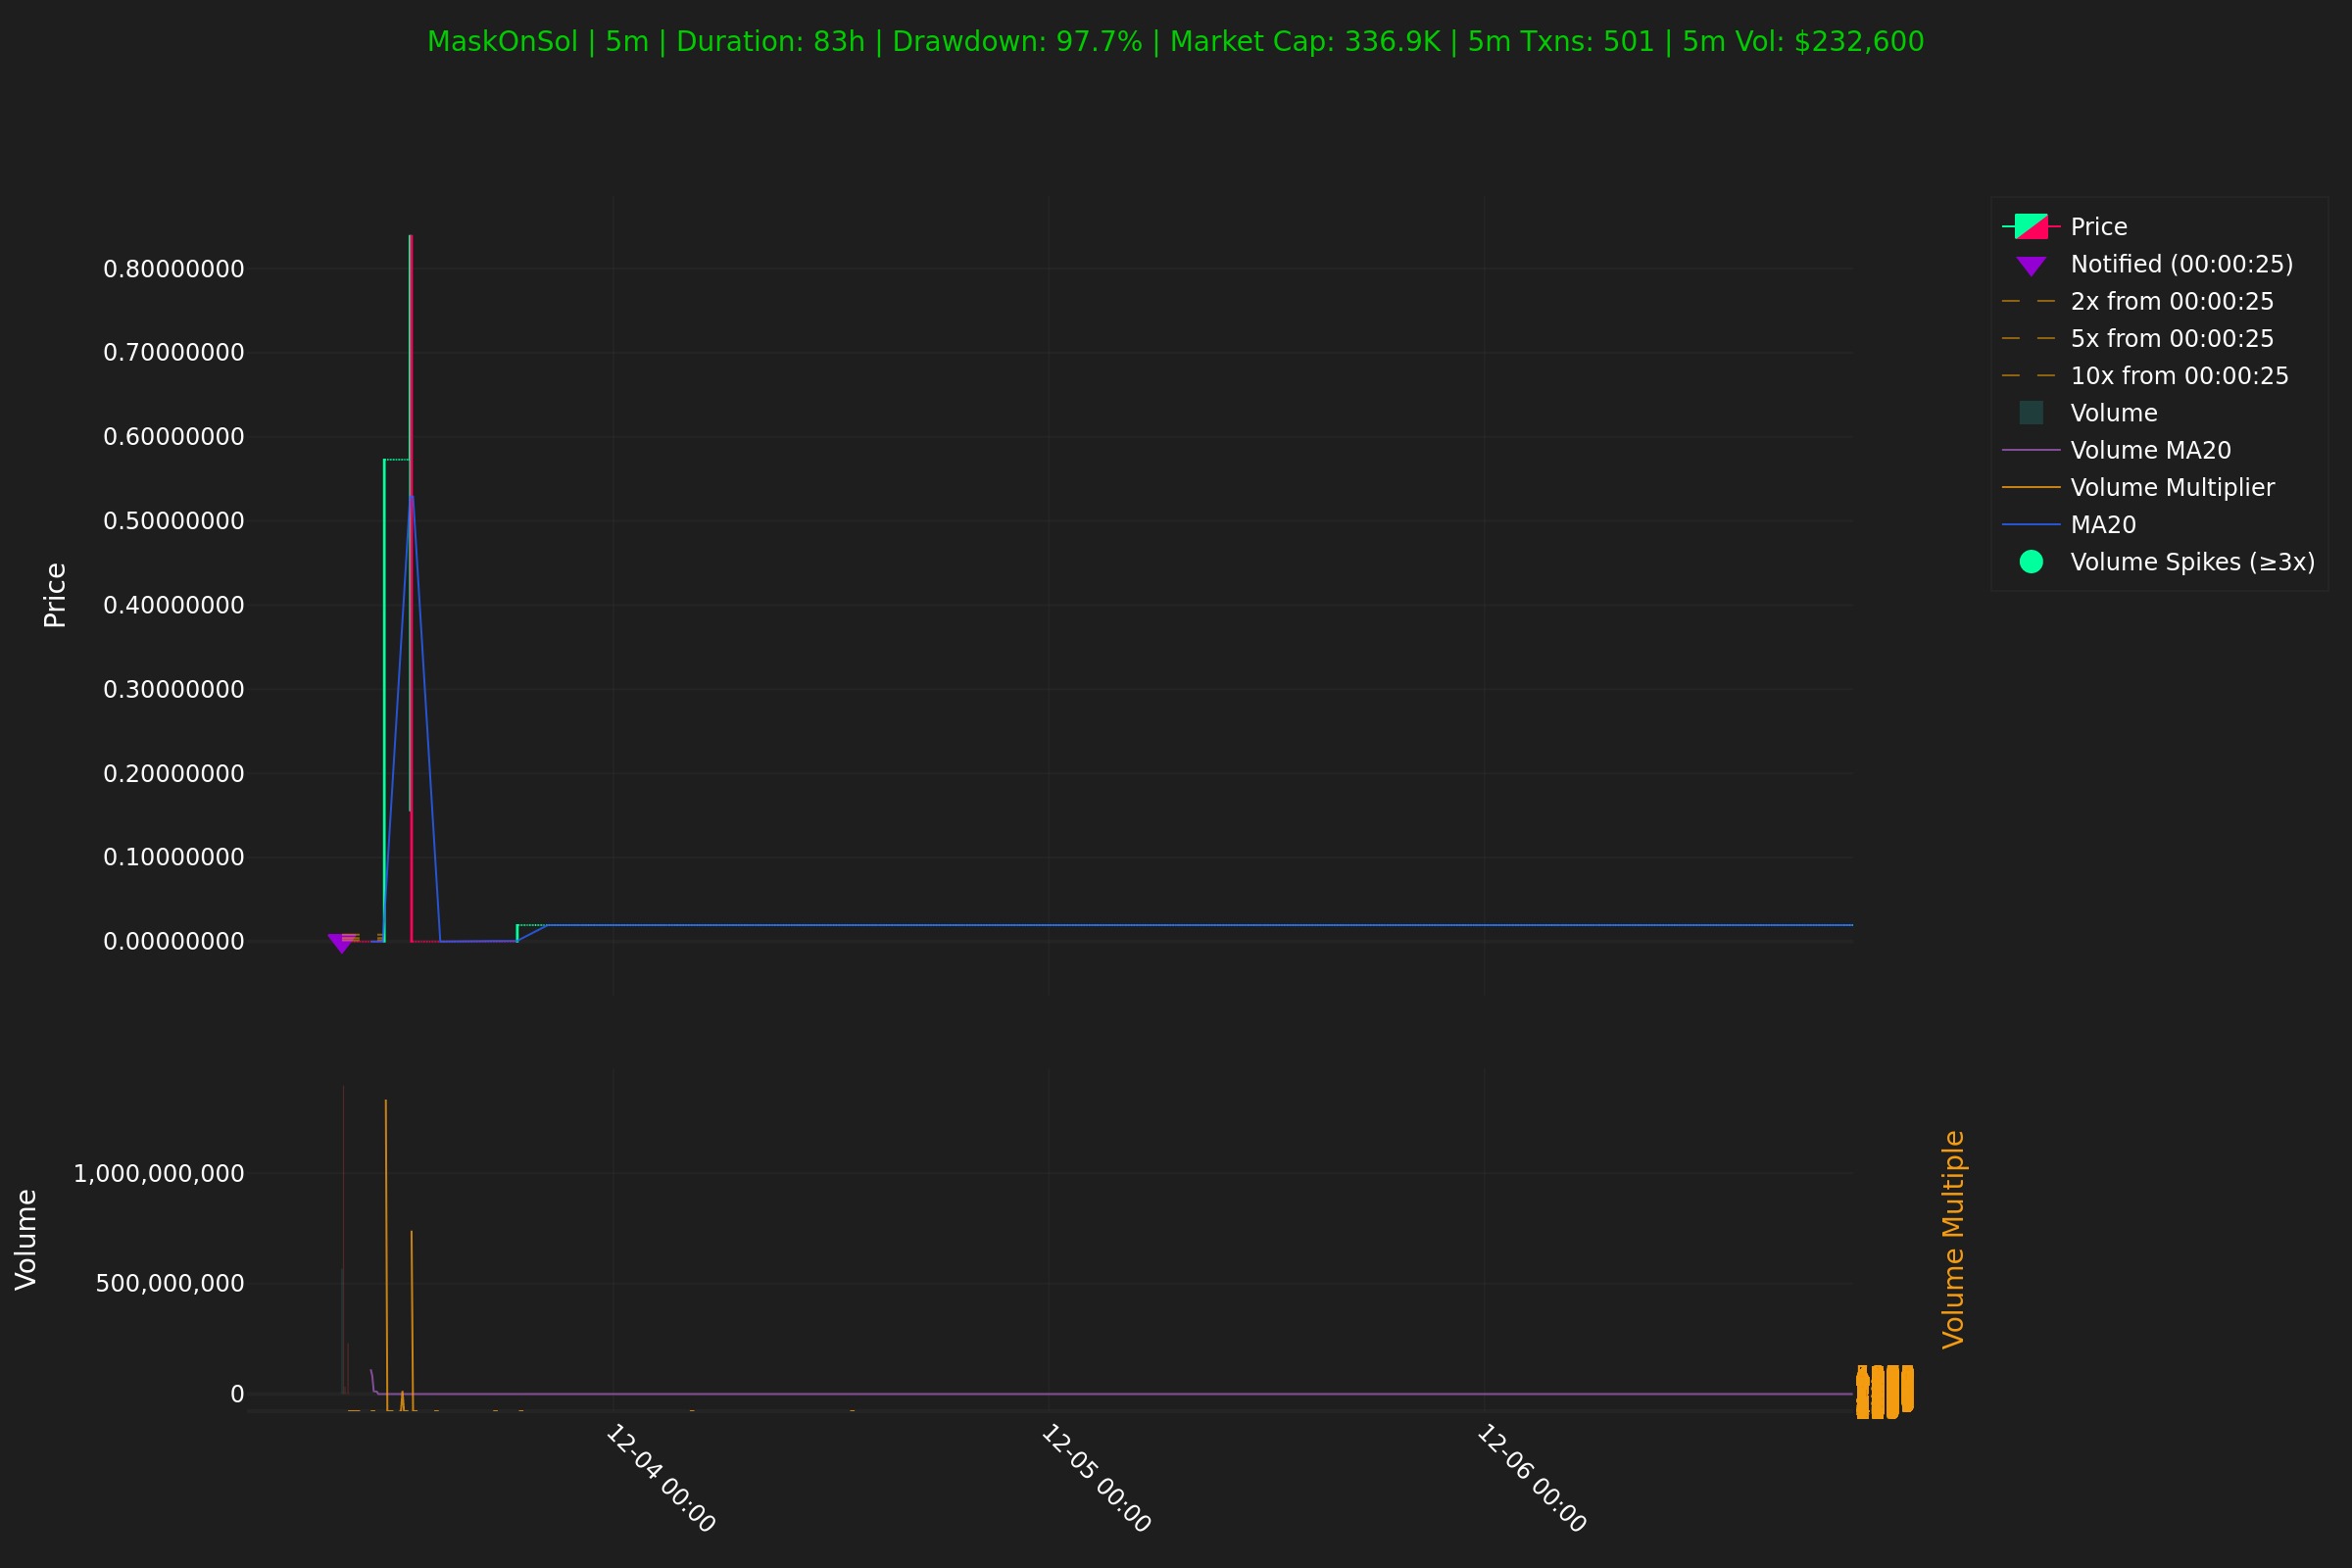 MaskOnSol | 5m | Duration: 83h | Drawdown: 97.7% | Market Cap: 336.9K | 5m Txns: 501 | 5m Vol: $232,600
Price
0.80000000
0.70000000
0.60000000
0.50000000
0.40000000
0.30000000
0.20000000
0.10000000
0.00000000
Price
Notified (00:00:25)
2x from 00:00:25
5x from 00:00:25
10x from 00:00:25
Volume
Volume MA20
Volume Multiplier
MA20
Volume Spikes (≥3x)
Volume
1,000,000,000
500,000,000
0
Volume Multiple
12-04 00:00
12-05 00:00
12-06 00:00